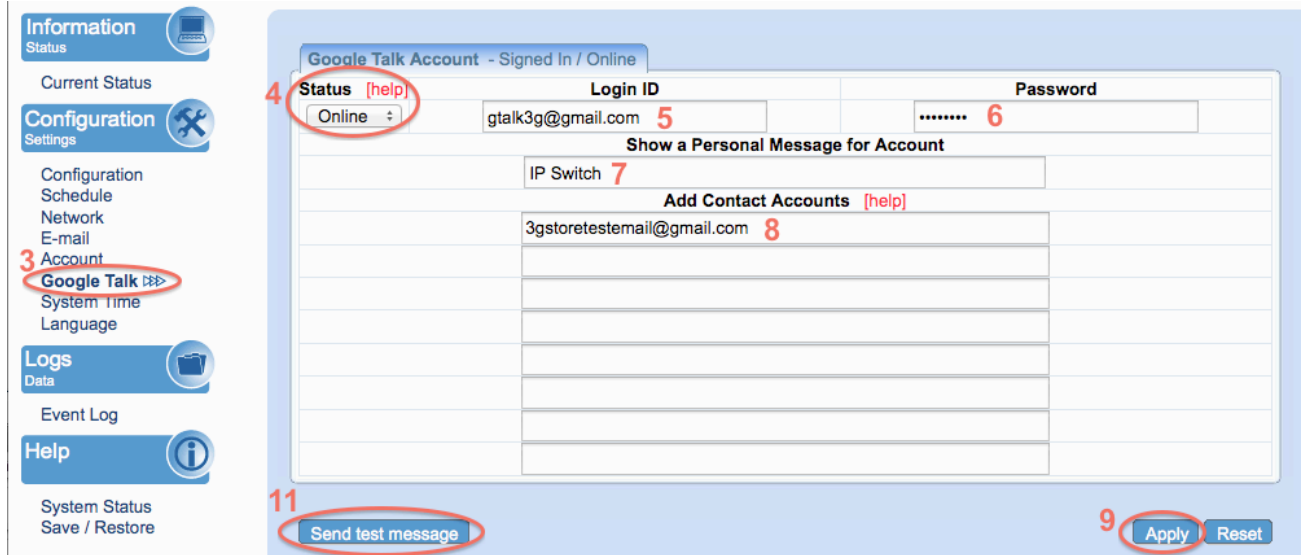 Information
Status
Current Status
Configuration
Settings
Configuration
Schedule
Network
E-mail
3 Account
Google Talk
System Time
Language
Logs
Data
Event Log
Help
System Status
Save / Restore
Google Talk Account - Signed In / Online
4 Status [help] Login ID Password
Online gtalk3g@gmail.com 5 •••••••• 6
Show a Personal Message for Account
IP Switch 7
Add Contact Accounts [help]
3gstoretestemail@gmail.com 8
11
Send test message 9 Apply Reset